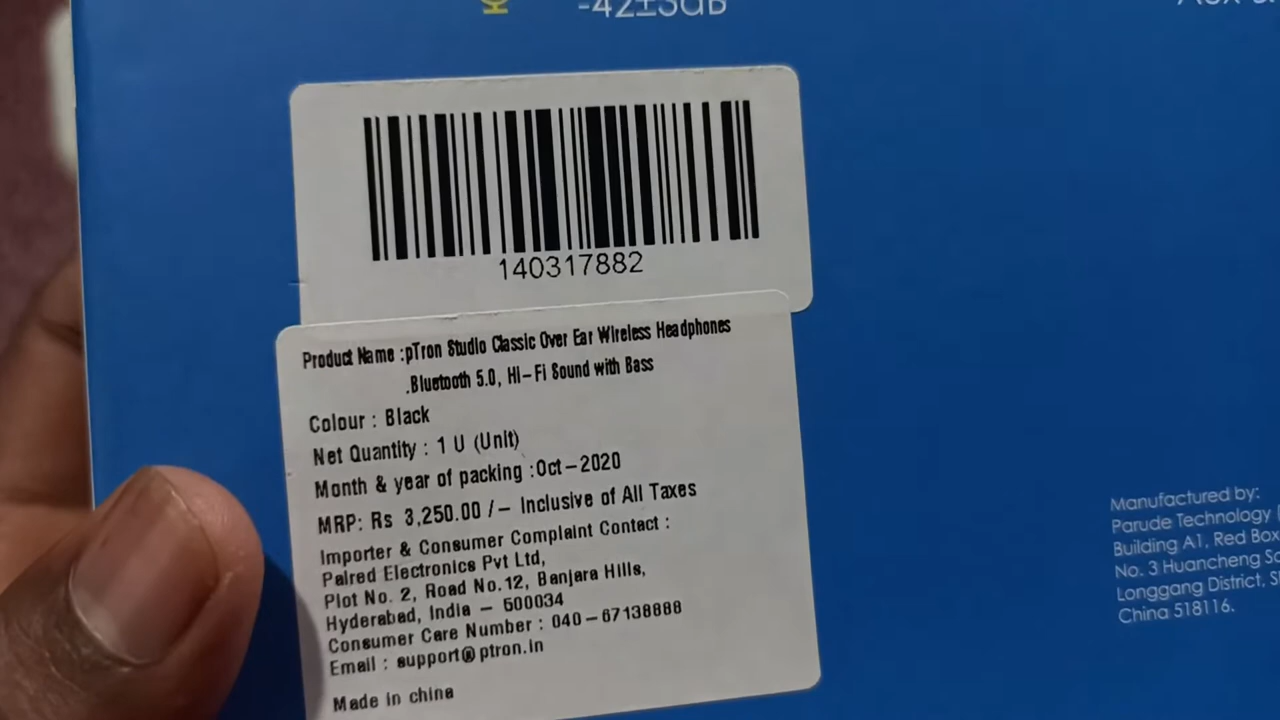 -42±3dB
140317882
Product Name :pTron Studio Classic Over Ear Wireless Headphones
.Bluetooth 5.0, Hi-Fi Sound with Bass
Colour : Black
Net Quantity : 1 U (Unit)
Month & year of packing :Oct-2020
MRP: Rs 3,250.00 /- Inclusive of All Taxes
Importer & Consumer Complaint Contact :
Palred Electronics Pvt Ltd,
Plot No. 2, Road No.12, Banjara Hills,
Hyderabad, India - 500034
Consumer Care Number : 040-67138888
Email : support@ptron.in
Made in china
Manufactured by:
Parude Technology
Building A1, Red Box
No. 3 Huancheng
Longgang District,
China 518116.